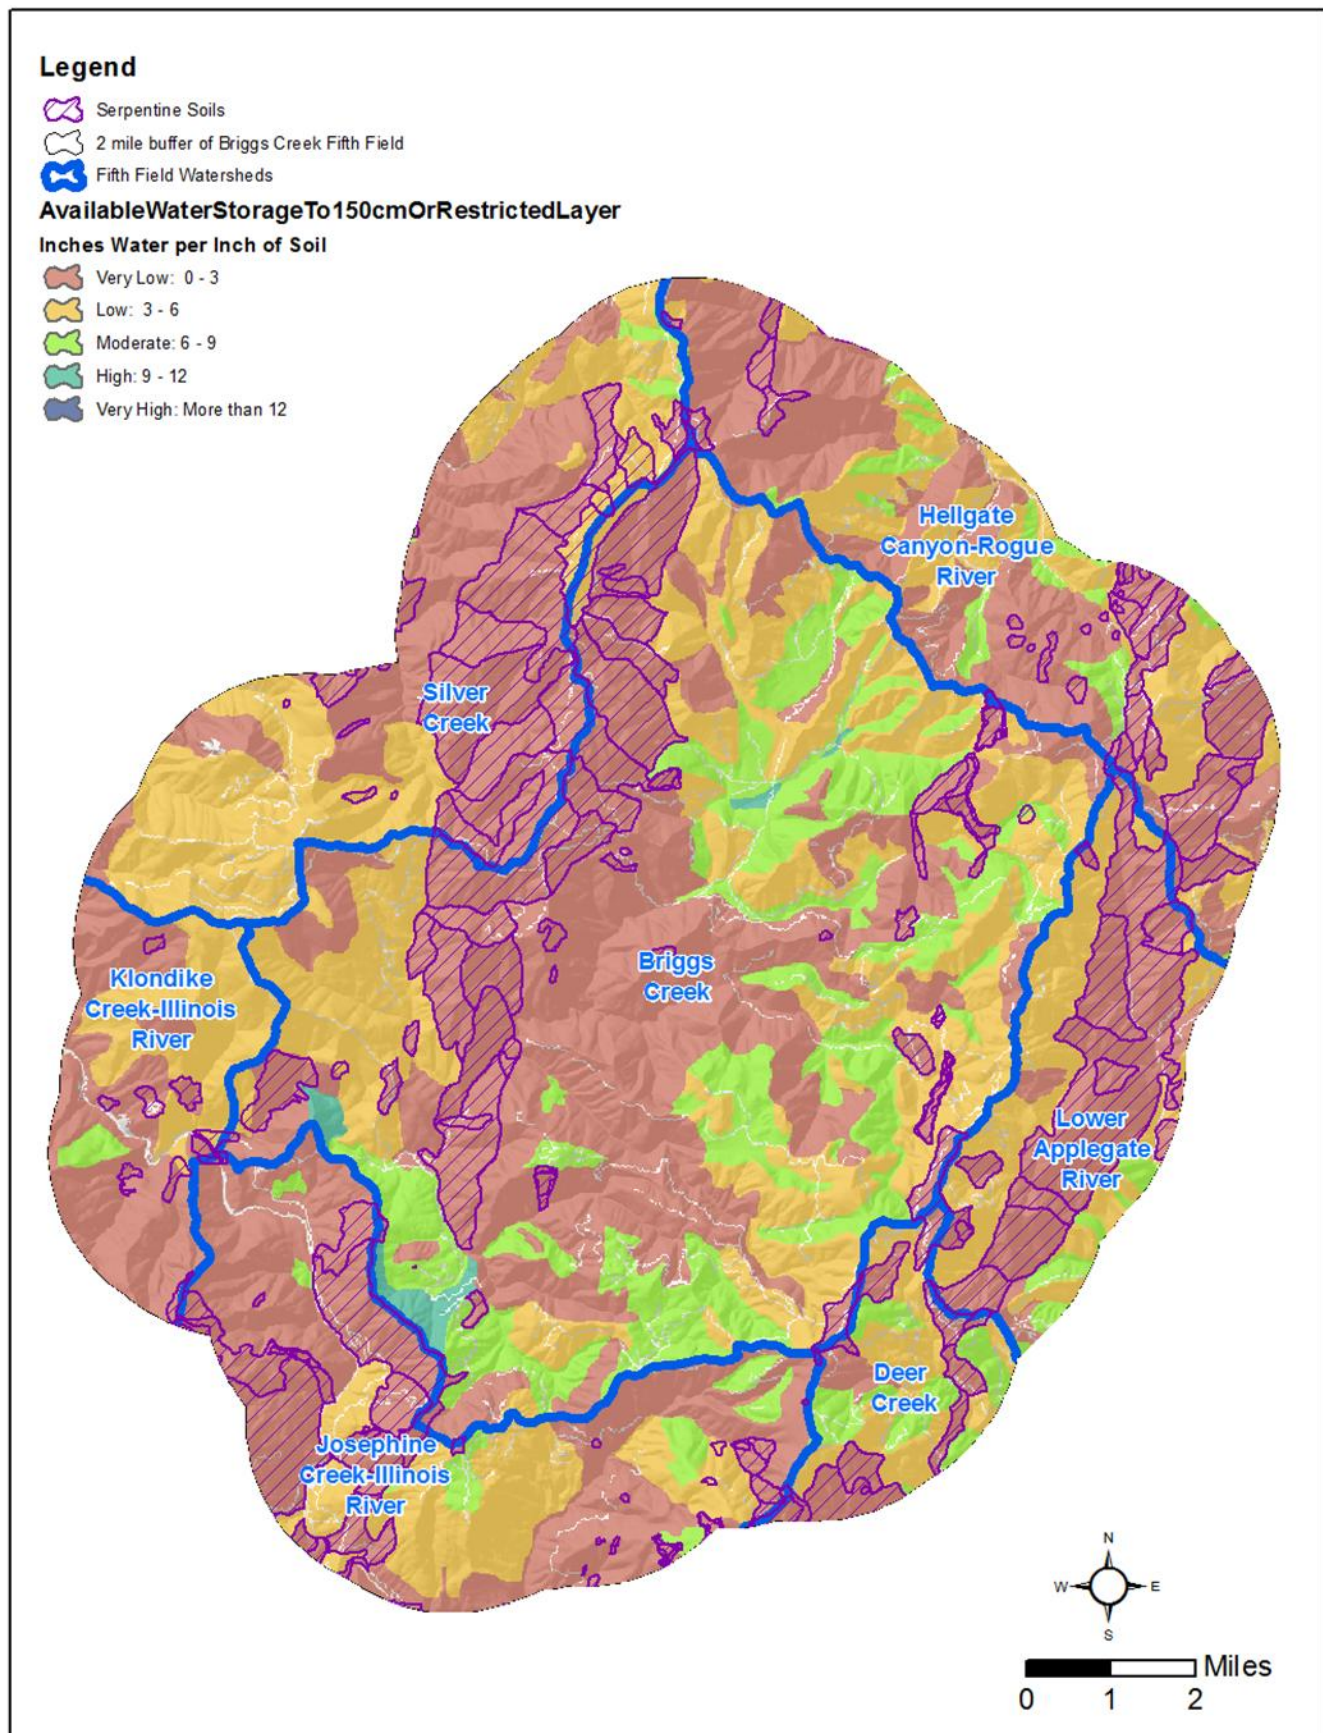 Legend
Serpentine Soils
2 mile buffer of Briggs Creek Fifth Field
Fifth Field Watersheds
AvailableWaterStorageTo150cmOrRestrictedLayer
Inches Water per Inch of Soil
Very Low: 0 - 3
Low: 3 - 6
Moderate: 6 - 9
High: 9 - 12
Very High: More than 12
Hellgate
Canyon-Rogue
River
Silver
Creek
Briggs
Creek
Klondike
Creek-Illinois
River
Lower
Applegate
River
Deer
Creek
Josephine
Creek-Illinois
River
N
W
E
S
Miles
0 1 2